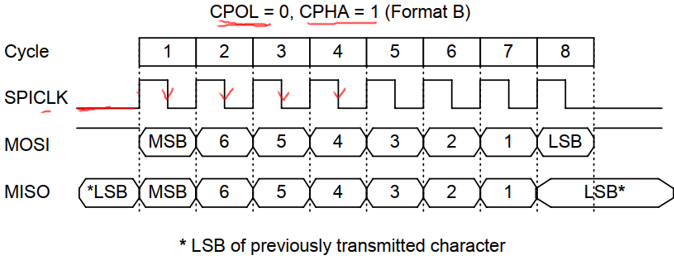 CPOL = 0, CPHA = 1 (Format B)
Cycle 1 2 3 4 5 6 7 8
SPICLK
MOSI MSB 6 5 4 3 2 1 LSB
MISO *LSB MSB 6 5 4 3 2 1 LSB*
* LSB of previously transmitted character